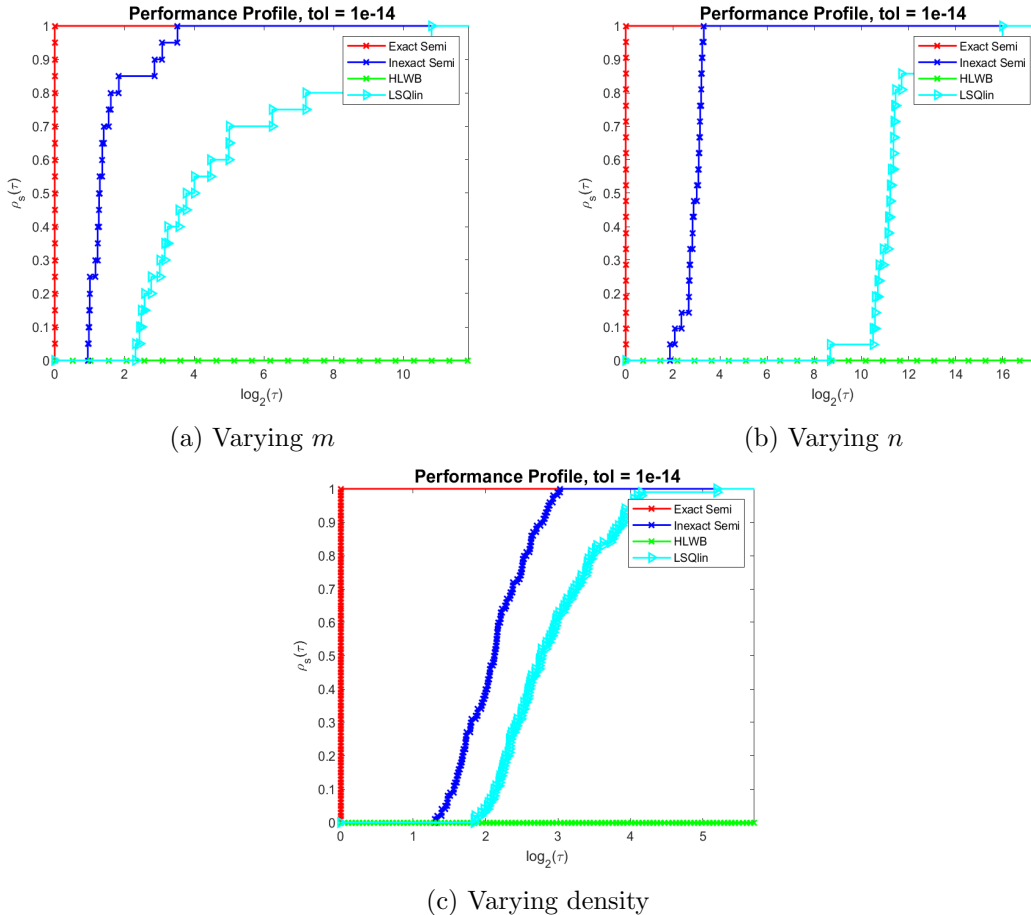 Performance Profile, tol = 1e-14
1
0.9
0.8
0.7
0.6
0.5
0.4
0.3
0.2
0.1
0
ρs(τ)
0 2 4 6 8 10
log2(τ)
Exact Semi
Inexact Semi
HLWB
LSQlin
(a) Varying m
Performance Profile, tol = 1e-14
1
0.9
0.8
0.7
0.6
0.5
0.4
0.3
0.2
0.1
0
ρs(τ)
0 2 4 6 8 10 12 14 16
log2(τ)
Exact Semi
Inexact Semi
HLWB
LSQlin
(b) Varying n
Performance Profile, tol = 1e-14
1
0.9
0.8
0.7
0.6
0.5
0.4
0.3
0.2
0.1
0
ρs(τ)
0 1 2 3 4 5
log2(τ)
Exact Semi
Inexact Semi
HLWB
LSQlin
(c) Varying density